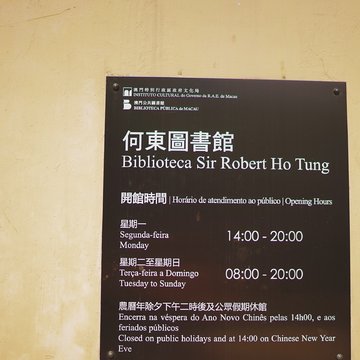 澳門特別行政區政府文化局
INSTITUTO CULTURAL do Governo da R.A.E. de Macau
澳門公共圖書館
BIBLIOTECA PÚBLICA de MACAU
何東圖書館
Biblioteca Sir Robert Ho Tung
開館時間 | Horário de atendimento ao público | Opening Hours
星期一
Segunda-feira
Monday
14:00 - 20:00
星期二至星期日
Terça-feira a Domingo
Tuesday to Sunday
08:00 - 20:00
農曆年除夕下午二時後及公眾假期休館
Encerra na véspera do Ano Novo Chinês pelas 14h00, e aos
feriados públicos
Closed on public holidays and at 14:00 on Chinese New Year
Eve